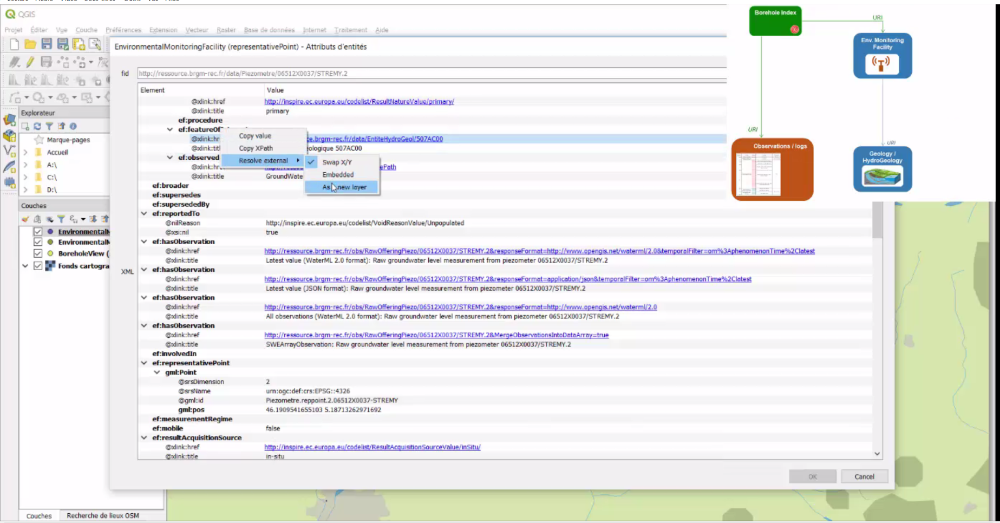 QGIS
Projet Éditer Vue Couche Préférences Extension Vecteur Raster Base de données Internet Traitement Aide
EnvironmentalMonitoringFacility (representativePoint) - Attributs d'entités
fid http://ressource.brgm-rec.fr/data/Piezometre/06512X0037/STREMY.2
Element Value
@xlink:href http://inspire.ec.europa.eu/codelist/ResultNatureValue/primary/
@xlink:title primary
ef:procedure
ef:featureOf
@xlink:hr ce.brgm-rec.fr/data/EntiteHydroGeol/507AC00
@xlink:titl ologique 507AC00
ef:observed
@xlink:hre ePath
@xlink:title GroundWate
ef:broader
ef:supersedes
ef:supersededBy
ef:reportedTo
@nilReason http://inspire.ec.europa.eu/codelist/VoidReasonValue/Unpopulated
@xsi:nil true
ef:hasObservation
@xlink:href http://ressource.brgm-rec.fr/obs/RawOfferingPiezo/06512X0037/STREMY.2&responseFormat=http://www.opengis.net/waterml/2.0&temporalFilter=om%3AphenomenonTime%2Clatest
@xlink:title Latest value (WaterML 2.0 format): Raw groundwater level measurement from piezometer 06512X0037/STREMY.2
XML
ef:hasObservation
@xlink:href http://ressource.brgm-rec.fr/obs/RawOfferingPiezo/06512X0037/STREMY.2&responseFormat=application/json&temporalFilter=om%3AphenomenonTime%2Clatest
@xlink:title Latest value (JSON format): Raw groundwater level measurement from piezometer 06512X0037/STREMY.2
ef:hasObservation
@xlink:href http://ressource.brgm-rec.fr/obs/RawOfferingPiezo/06512X0037/STREMY.2&responseFormat=http://www.opengis.net/waterml/2.0
@xlink:title All observations (WaterML 2.0 format): Raw groundwater level measurement from piezometer 06512X0037/STREMY.2
ef:hasObservation
@xlink:href http://ressource.brgm-rec.fr/obs/RawOfferingPiezo/06512X0037/STREMY.2&MergeObservationsIntoDataArray=true
@xlink:title SWEArrayObservation: Raw groundwater level measurement from piezometer 06512X0037/STREMY.2
ef:involvedIn
ef:representativePoint
gml:Point
@srsDimension 2
@srsName urn:ogc:def:crs:EPSG::4326
@gml:id Piezometre.reppoint.2.06512X0037-STREMY
gml:pos 46.1909541655103 5.18713262971692
ef:measurementRegime
ef:mobile false
ef:resultAcquisitionSource
@xlink:href http://inspire.ec.europa.eu/codelist/ResultAcquisitionSourceValue/inSitu/
@xlink:title in-situ
OK Cancel
Copy value
Copy XPath
Resolve external
Swap X/Y
Embedded
As new layer
Explorateur
Marque-pages
Accueil
A:\
C:\
D:\
Couches
EnvironmentalM
EnvironmentalM
BoreholeView (
Fonds cartogra
Couches Recherche de lieux OSM
Borehole Index
URI
Env. Monitoring
Facility
URI
Observations / logs
URI
Geology /
HydroGeology